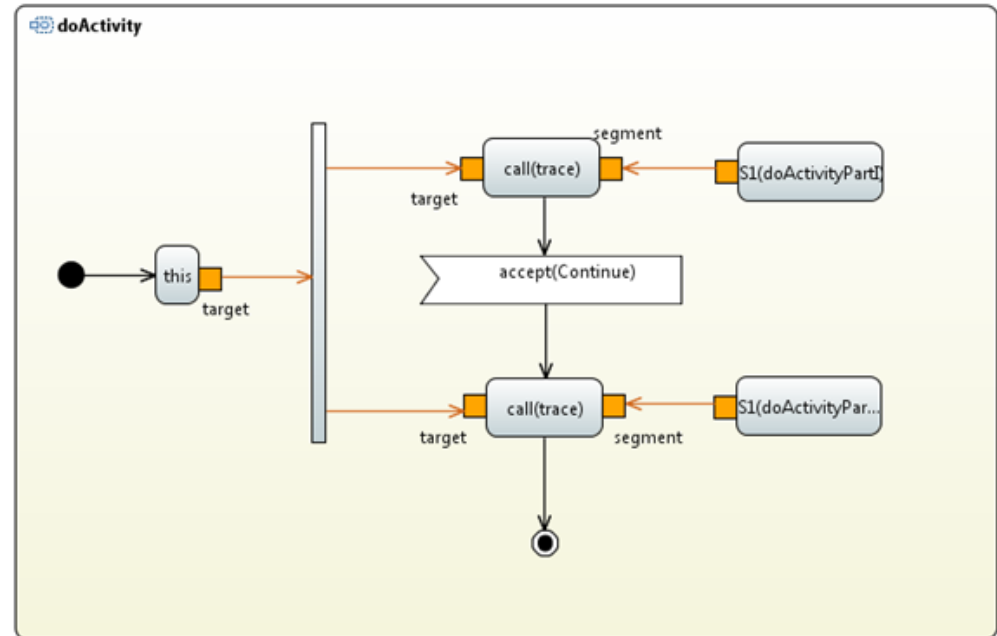 doActivity
segment
call(trace)
S1(doActivityPartI)
target
accept(Continue)
this
target
call(trace)
S1(doActivityPar...
target
segment